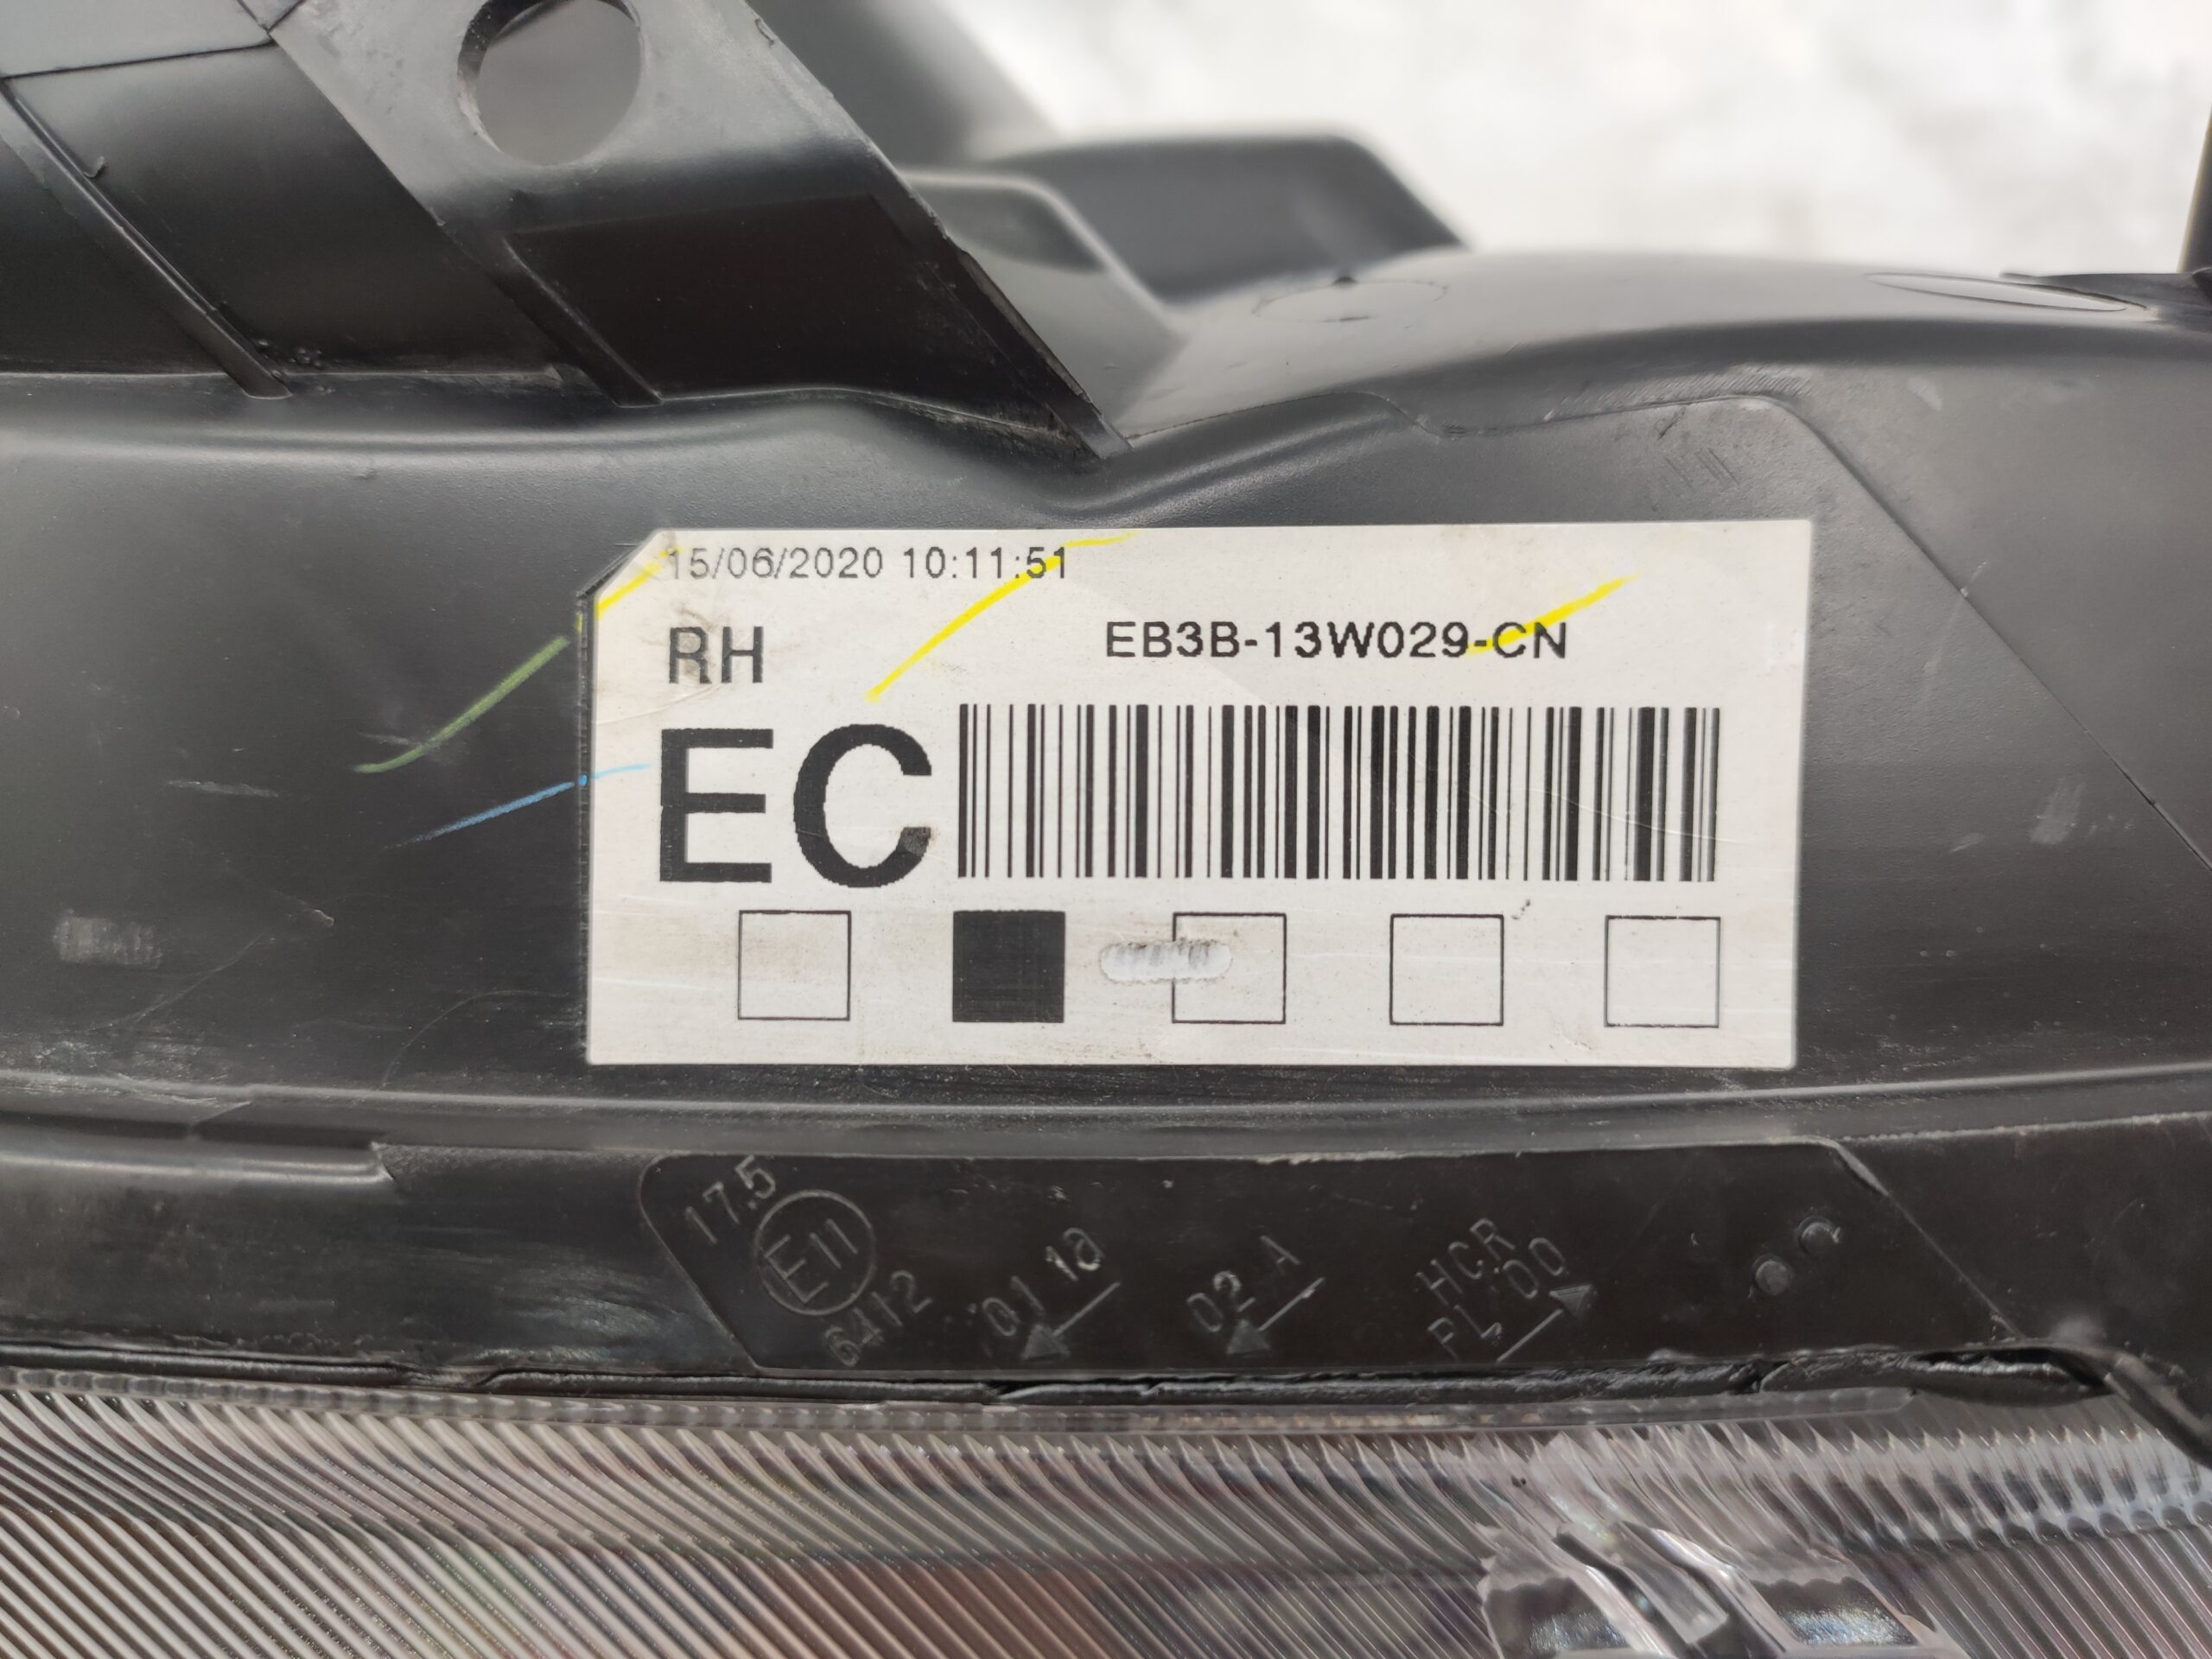 15/06/2020 10:11:51
RH
EB3B-13W029-CN
EC
17.5
E11
6412
01 1a
02 A
HCR
PL 00